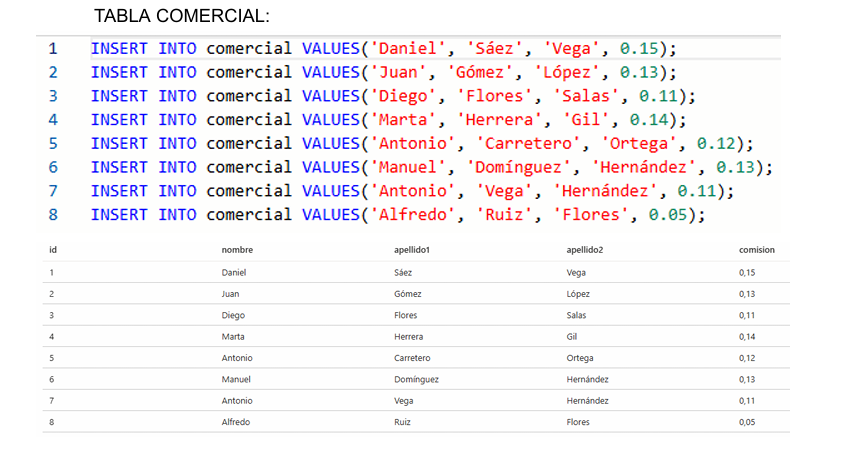 TABLA COMERCIAL:
1 INSERT INTO comercial VALUES('Daniel', 'Sáez', 'Vega', 0.15);
2 INSERT INTO comercial VALUES('Juan', 'Gómez', 'López', 0.13);
3 INSERT INTO comercial VALUES('Diego', 'Flores', 'Salas', 0.11);
4 INSERT INTO comercial VALUES('Marta', 'Herrera', 'Gil', 0.14);
5 INSERT INTO comercial VALUES('Antonio', 'Carretero', 'Ortega', 0.12);
6 INSERT INTO comercial VALUES('Manuel', 'Domínguez', 'Hernández', 0.13);
7 INSERT INTO comercial VALUES('Antonio', 'Vega', 'Hernández', 0.11);
8 INSERT INTO comercial VALUES('Alfredo', 'Ruiz', 'Flores', 0.05);
id nombre apellido1 apellido2 comision
1 Daniel Sáez Vega 0,15
2 Juan Gómez López 0,13
3 Diego Flores Salas 0,11
4 Marta Herrera Gil 0,14
5 Antonio Carretero Ortega 0,12
6 Manuel Domínguez Hernández 0,13
7 Antonio Vega Hernández 0,11
8 Alfredo Ruiz Flores 0,05